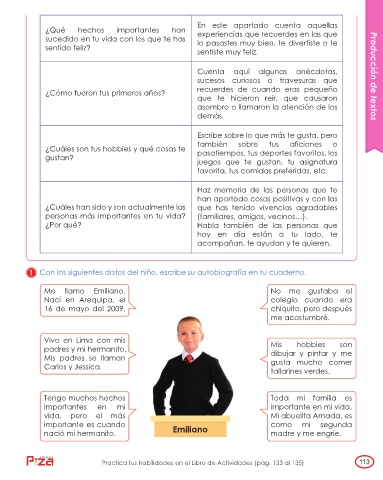 ¿Qué hechos importantes han
sucedido en tu vida con los que te has
sentido feliz?
En este apartado cuenta aquellas
experiencias que recuerdes en las que
lo pasastes muy bien, te divertiste o te
sentiste muy feliz.
¿Cómo fueron tus primeros años?
Cuenta aquí algunas anécdotas,
sucesos curiosos o travesuras que
recuerdes de cuando eras pequeño
que te hicieron reír, que causaron
asombro o llamaron la atención de los
demás.
¿Cuáles son tus hobbies y qué cosas te
gustan?
Escribe sobre lo que más te gusta, pero
también sobre tus aficiones o
pasatiempos, tus deportes favoritos, los
juegos que te gustan, tu asignatura
favorita, tus comidas preferidas, etc.
¿Cuáles han sido y son actualmente las
personas más importantes en tu vida?
¿Por qué?
Haz memoria de las personas que te
han aportado cosas positivas y con las
que has tenido vivencias agradables
(familiares, amigos, vecinos...).
Habla también de las personas que
hoy en día están a tu lado, te
acompañan, te ayudan y te quieren.
Producción de textos
1 Con los siguientes datos del niño, escribe su autobiografía en tu cuaderno.
Me llamo Emiliano.
Nací en Arequipa, el
16 de mayo del 2009.
No me gustaba el
colegio cuando era
chiquito, pero después
me acostumbré.
Vivo en Lima con mis
padres y mi hermanito.
Mis padres se llaman
Carlos y Jessica.
Mis hobbies son
dibujar y pintar y me
gusta mucho comer
tallarines verdes.
Tengo muchos hechos
importantes en mi
vida, pero el más
importante es cuando
nació mi hermanito.
Toda mi familia es
importante en mi vida.
Mi abuelita Amada, es
como mi segunda
madre y me engríe.
Emiliano
Piza
Practica tus habilidades en el Libro de Actividades (pág. 133 al 135)
113